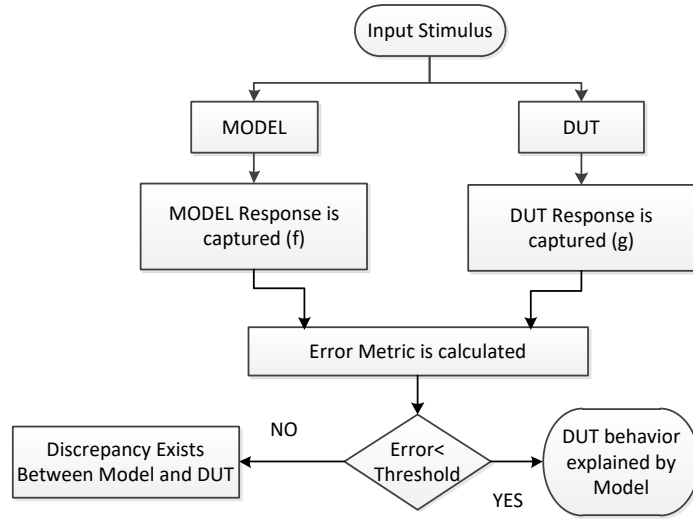 Input Stimulus
MODEL
DUT
MODEL Response is
captured (f)
DUT Response is
captured (g)
Error Metric is calculated
Error<
Threshold
NO
YES
Discrepancy Exists
Between Model and DUT
DUT behavior
explained by
Model